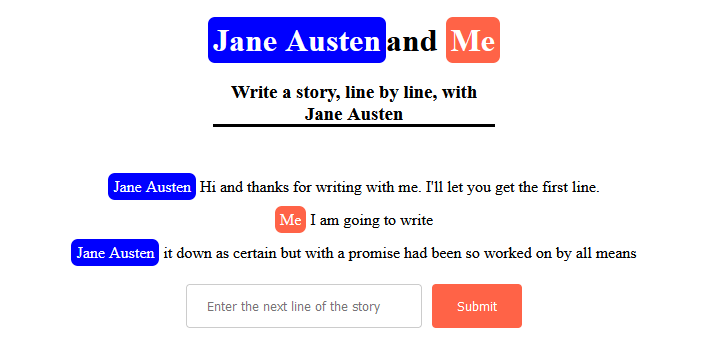 Jane Austen and Me
Write a story, line by line, with
Jane Austen
Jane Austen Hi and thanks for writing with me. I'll let you get the first line.
Me I am going to write
Jane Austen it down as certain but with a promise had been so worked on by all means
Enter the next line of the story Submit